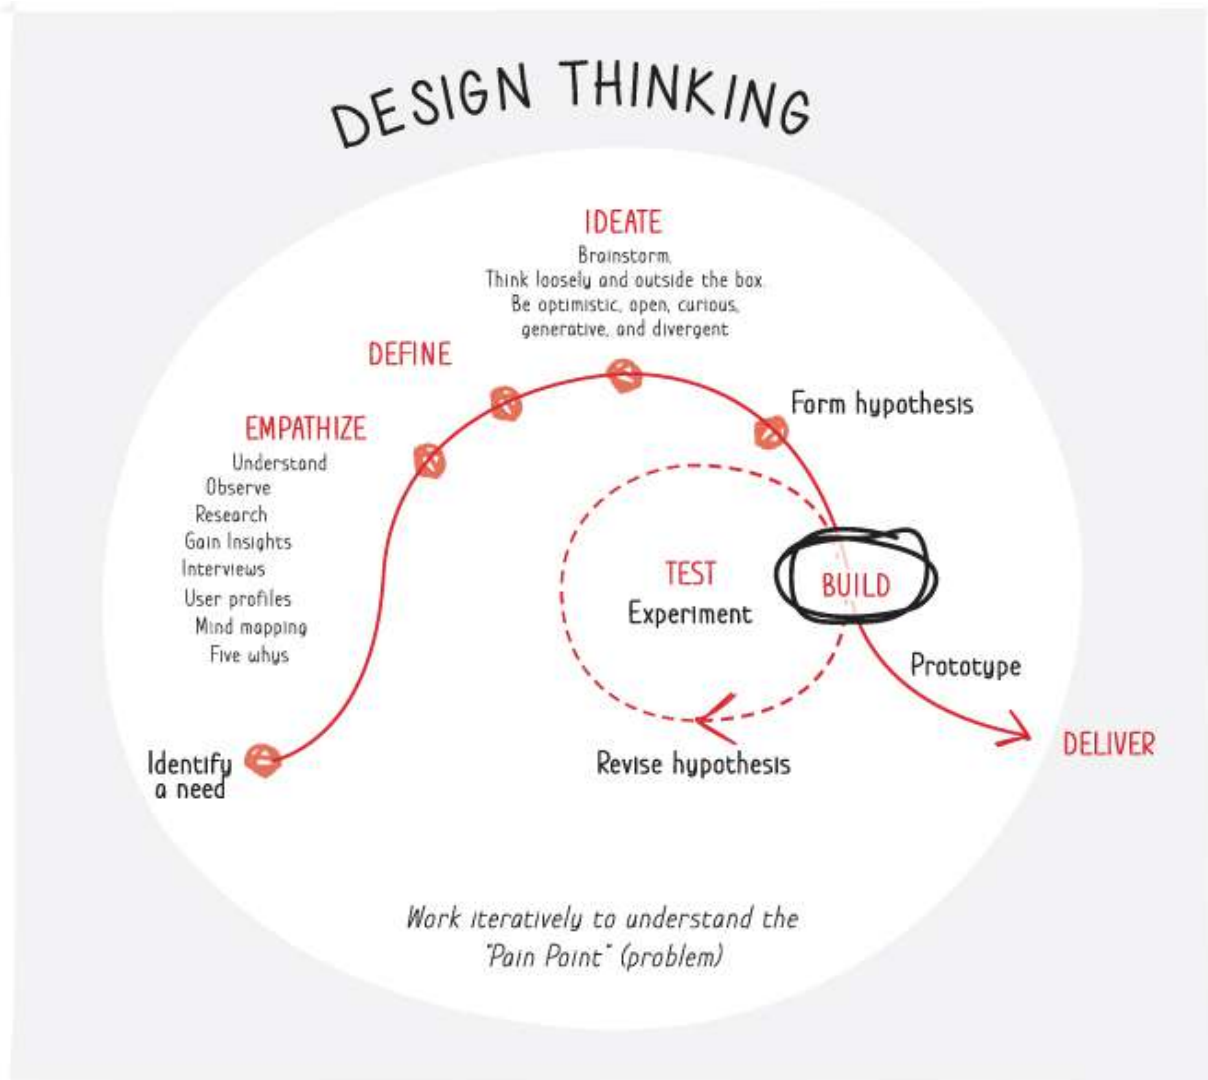 DESIGN THINKING
IDEATE
Brainstorm.
Think loosely and outside the box
Be optimistic, open, curious,
generative, and divergent
DEFINE
EMPATHIZE
Understand
Observe
Research
Gain Insights
Interviews
User profiles
Mind mapping
Five whys
Identify
a need
Form hypothesis
TEST
Experiment
BUILD
Prototype
Revise hypothesis
DELIVER
Work iteratively to understand the
"Pain Point" (problem)